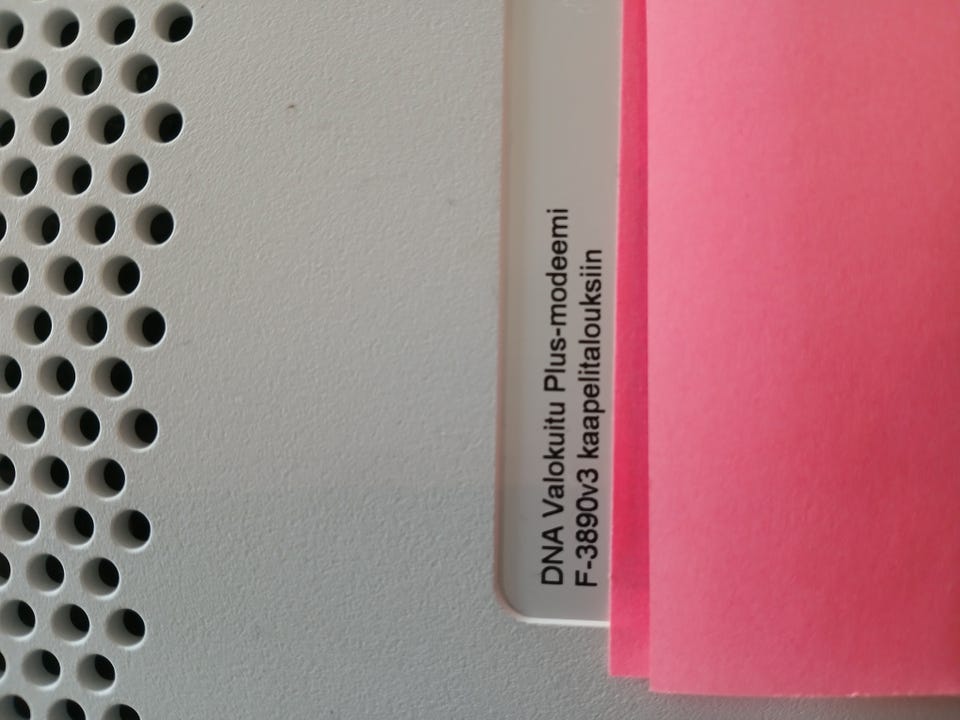 DNA Valokuitu Plus-modeemi
F-3890v3 kaapelitalouksiin